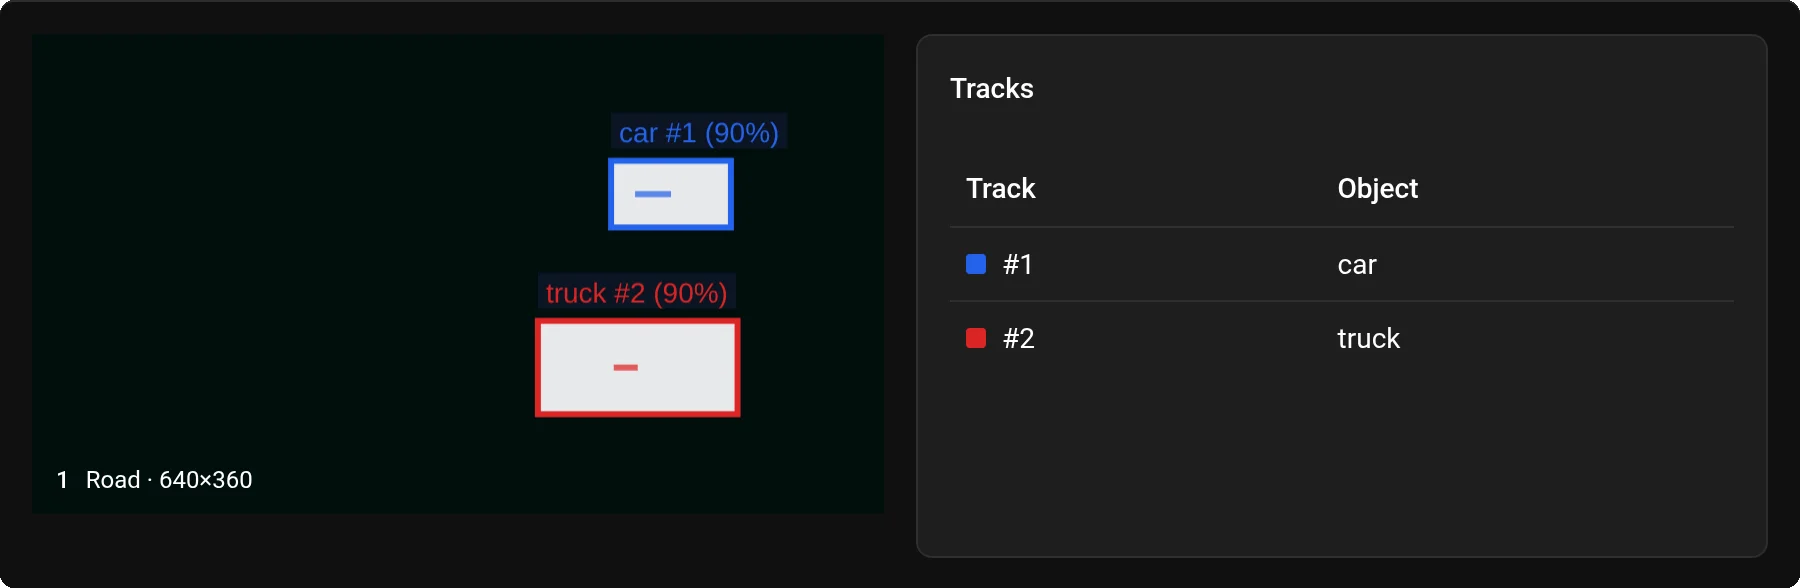 car #1 (90%)
truck #2 (90%)
1 Road · 640×360
Tracks
Track Object
#1 car
#2 truck